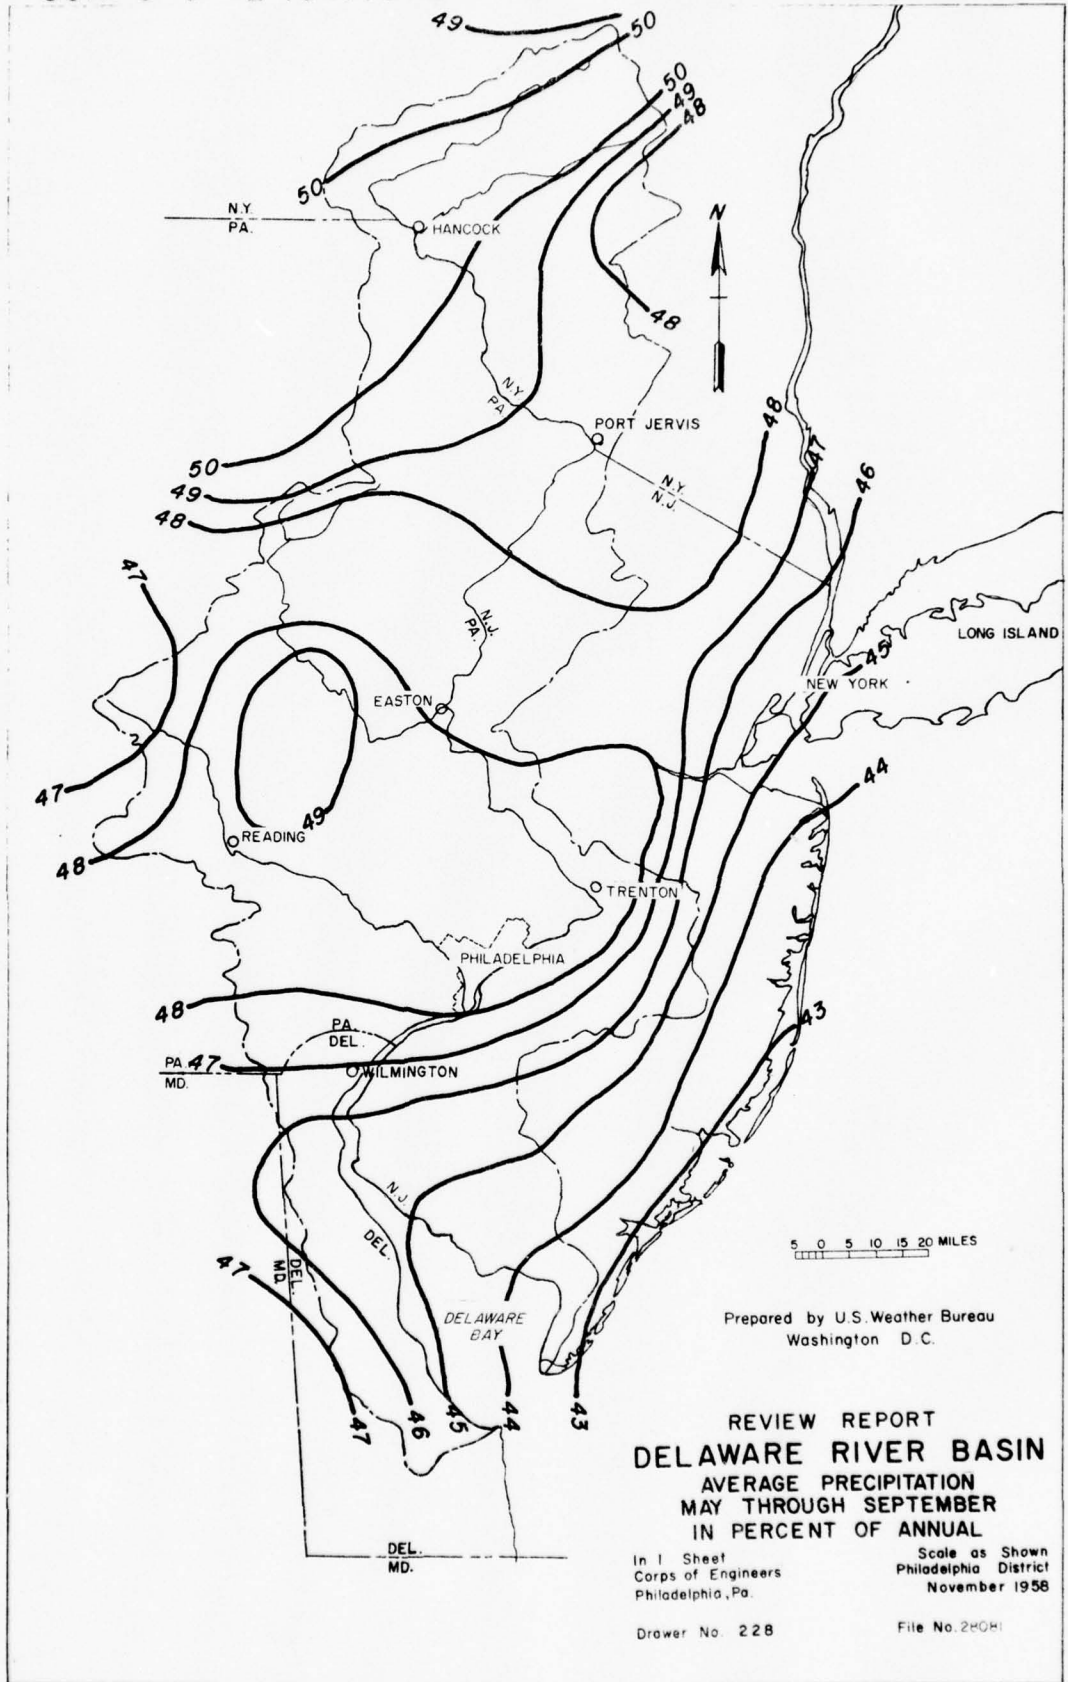 49
50
50
49
48
50
N.Y.
PA.
HANCOCK
N
48
N.Y.
PA.
PORT JERVIS
48
47
46
50
49
48
N.Y.
N.J.
47
N.J.
PA.
LONG ISLAND
45
NEW YORK
EASTON
47
44
49
READING
48
TRENTON
PHILADELPHIA
48
43
PA.
DEL.
PA.
MD.
47
WILMINGTON
N.J.
DEL.
47
MD.
DEL.
5 0 5 10 15 20 MILES
DELAWARE
BAY
Prepared by U.S. Weather Bureau
Washington D.C.
47
46
45
44
43
REVIEW REPORT
DELAWARE RIVER BASIN
AVERAGE PRECIPITATION
MAY THROUGH SEPTEMBER
IN PERCENT OF ANNUAL
In 1 Sheet
Scale as Shown
Corps of Engineers
Philadelphia District
Philadelphia, Pa.
November 1958
Drawer No. 228
File No.
DEL.
MD.